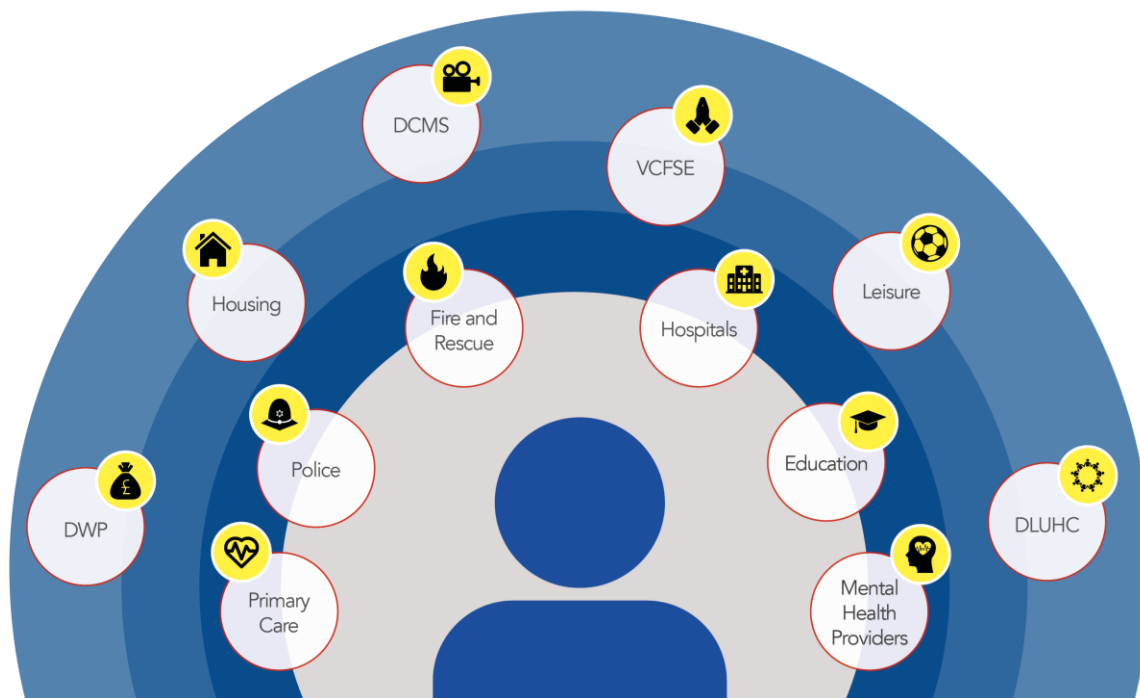 DCMS
VCFSE
Housing
Fire and
Rescue
Hospitals
Leisure
Police
Education
DWP
£
DLUHC
Primary
Care
Mental
Health
Providers